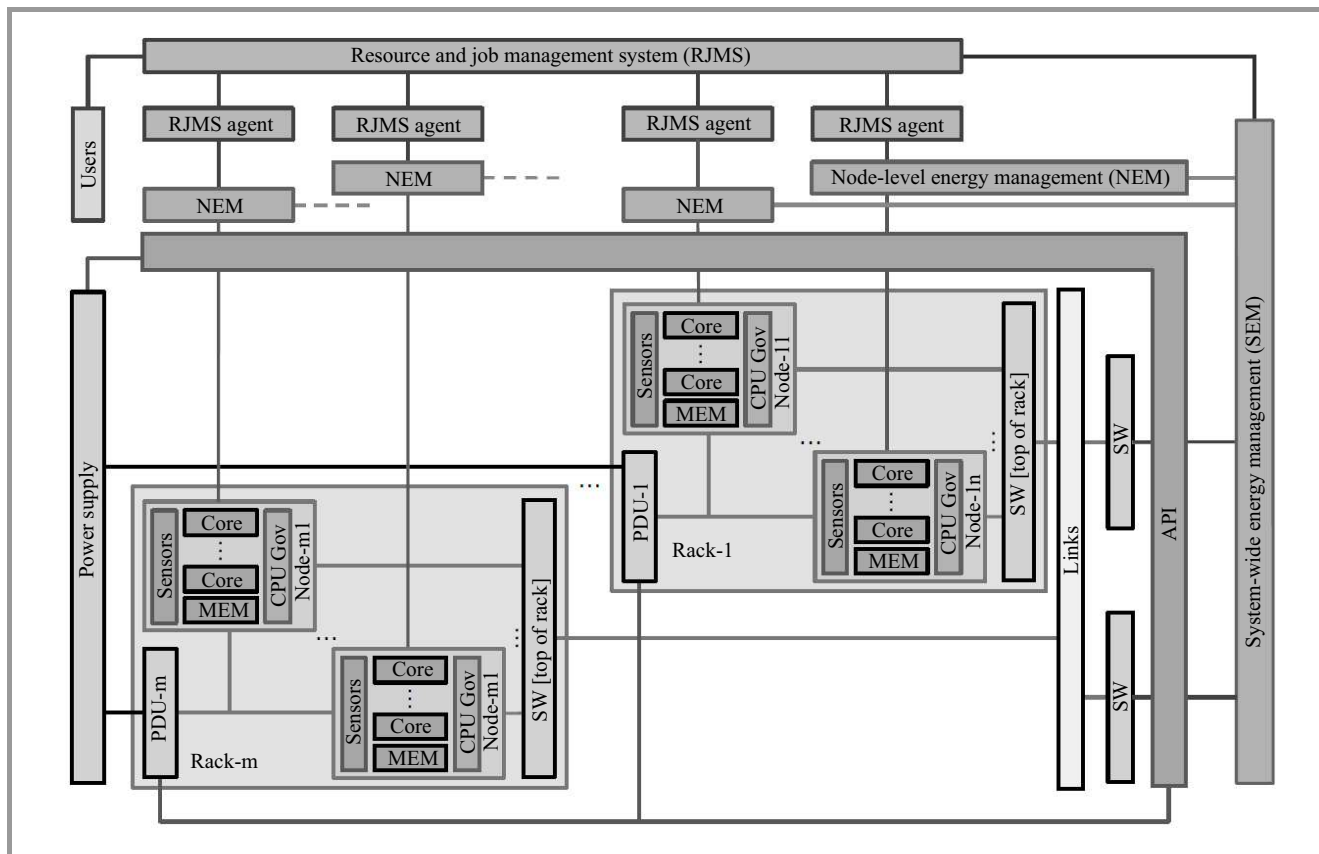 Resource and job management system (RJMS)
Users
RJMS agent
RJMS agent
RJMS agent
RJMS agent
NEM
NEM
NEM
Node-level energy management (NEM)
System-wide energy management (SEM)
API
Power supply
Sensors
Core
...
Core
MEM
CPU Gov
Node-11
...
Sensors
Core
...
Core
MEM
CPU Gov
Node-1n
...
SW [top of rack]
PDU-1
Rack-1
...
Links
SW
SW
Sensors
Core
...
Core
MEM
CPU Gov
Node-m1
...
Sensors
Core
...
Core
MEM
CPU Gov
Node-m1
...
SW [top of rack]
PDU-m
Rack-m